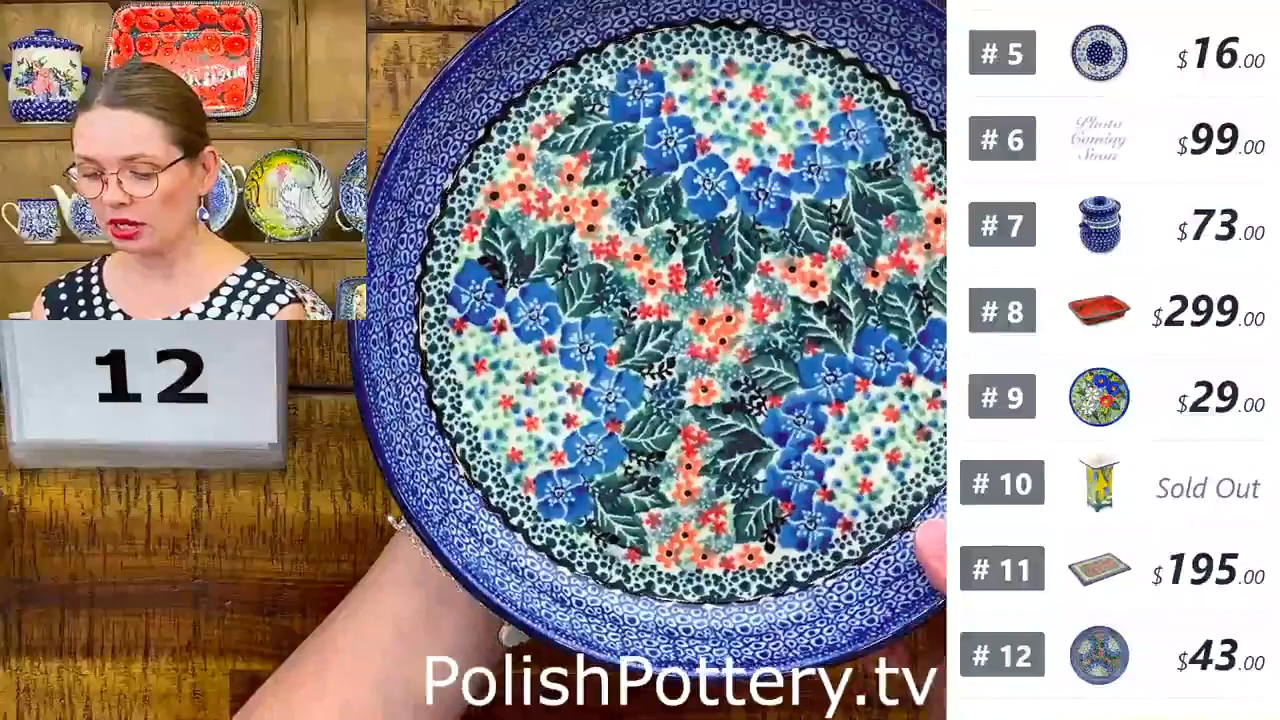 12
PolishPottery.tv
# 5 $16.00
# 6 Photo Coming Soon $99.00
# 7 $73.00
# 8 $299.00
# 9 $29.00
# 10 Sold Out
# 11 $195.00
# 12 $43.00